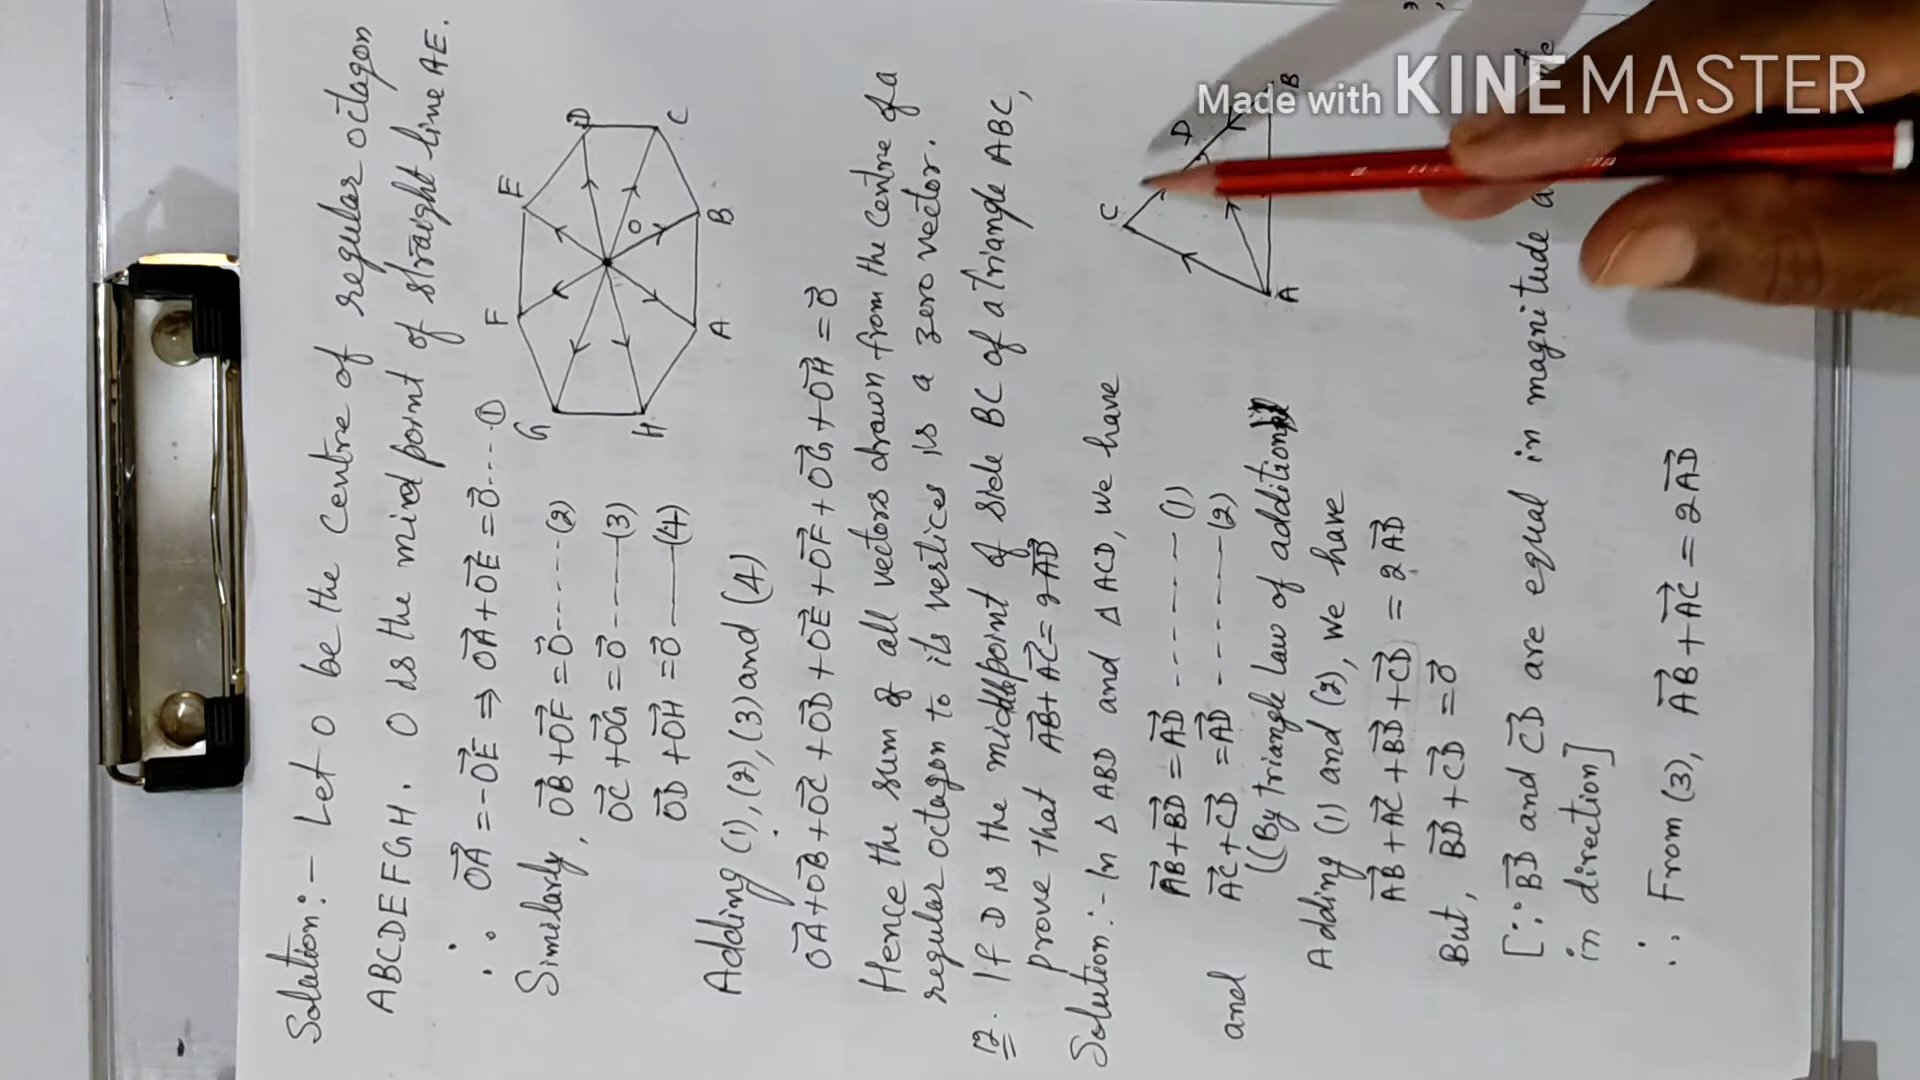 Solution:- Let O be the centre of regular octagon
ABCDEFGH. O is the mind point of straight line AE.
∴ OA⃗ = -OE⃗ ⇒ OA⃗ + OE⃗ = O⃗ ---- ①
Similarly, OB⃗ + OF⃗ = O⃗ ------ (2)
OC⃗ + OG⃗ = O⃗ ——— (3)
OD⃗ + OH⃗ = O⃗ ——— (4)
E
D
F
C
O
G
B
H
A
Adding (1), (2), (3) and (4)
OA⃗ + OB⃗ + OC⃗ + OD⃗ + OE⃗ + OF⃗ + OG⃗ + OH⃗ = O⃗
Hence the sum of all vectors drawn from the centre of a
regular octagon to its vertices is a zero vector.
12. If D is the middle point of side BC of a triangle ABC,
prove that AB⃗ + AC⃗ = 2AD⃗
Solution:- In △ ABD and △ ACD, we have
AB⃗ + BD⃗ = AD⃗ -------- (1)
and AC⃗ + CD⃗ = AD⃗ -------- (2)
(By triangle law of addition)
C
D
A
B
Adding (1) and (2), we have
AB⃗ + AC⃗ + BD⃗ + CD⃗ = 2AD⃗
But, BD⃗ + CD⃗ = O⃗
[∵ BD⃗ and CD⃗ are equal in magnitude
in direction]
∴ From (3), AB⃗ + AC⃗ = 2AD⃗
Made with KINEMASTER